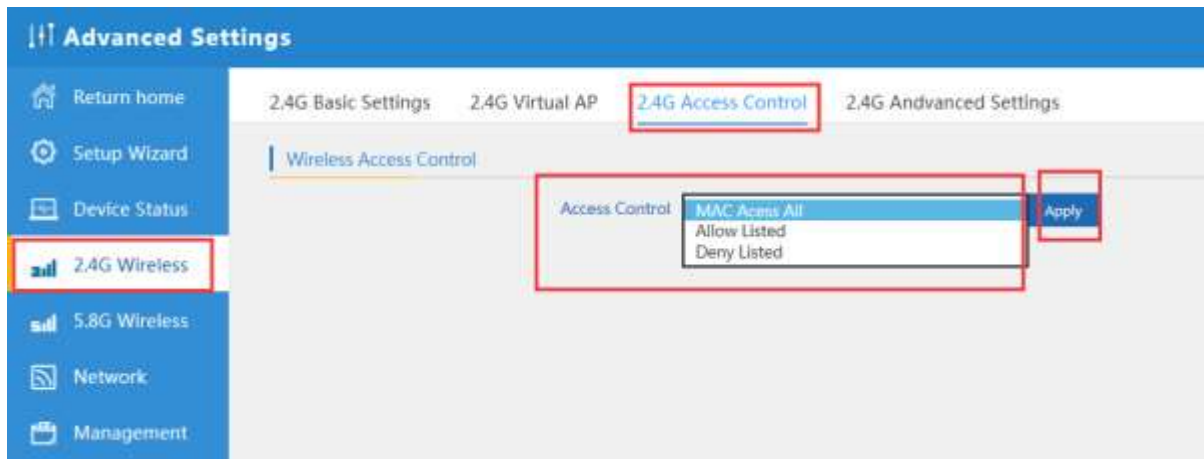 Advanced Settings
Return home
Setup Wizard
Device Status
2.4G Wireless
5.8G Wireless
Network
Management
2.4G Basic Settings 2.4G Virtual AP 2.4G Access Control 2.4G Andvanced Settings
Wireless Access Control
Access Control MAC Acess All Apply
Allow Listed
Deny Listed